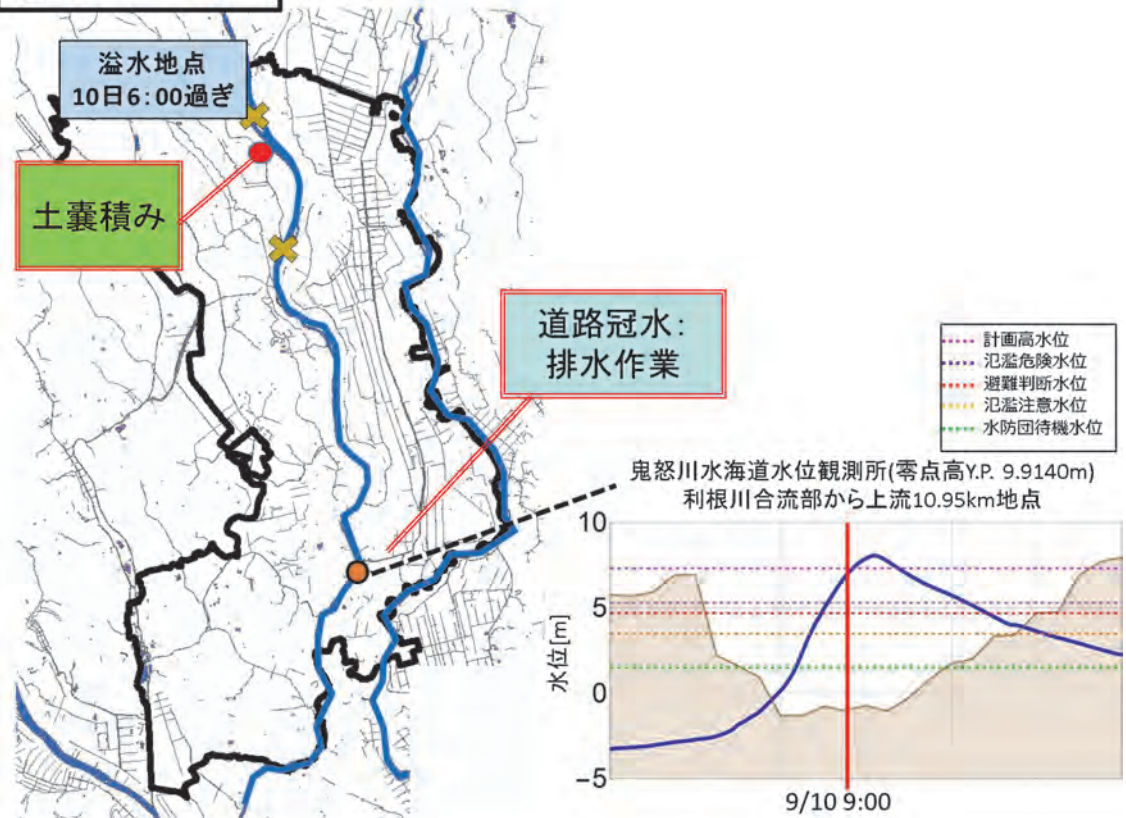 溢水地点
10日6:00過ぎ
土嚢積み
道路冠水:
排水作業
計画高水位
氾濫危険水位
避難判断水位
氾濫注意水位
水防団待機水位
鬼怒川水海道水位観測所(零点高Y.P. 9.9140m)
利根川合流部から上流10.95km地点
水位[m]
10
5
0
−5
9/10 9:00